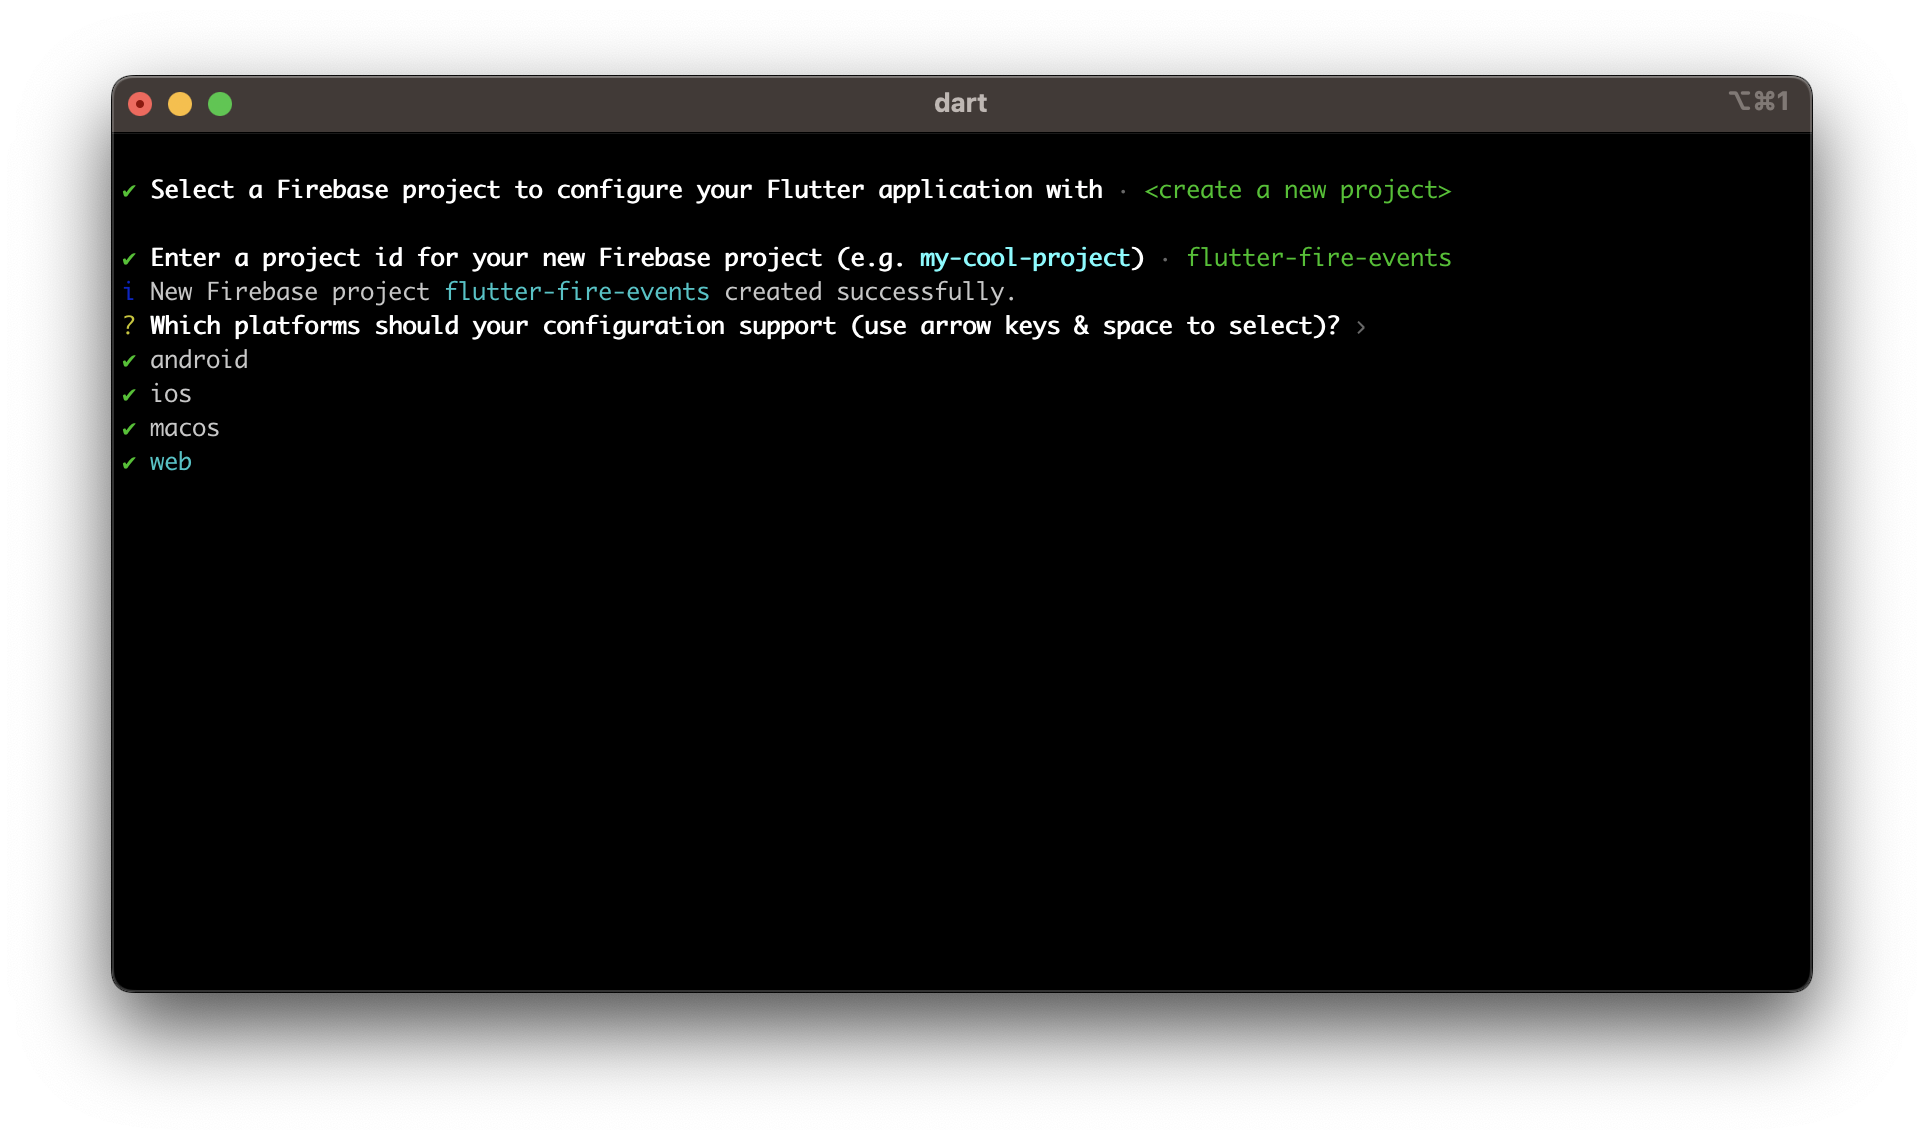 dart
⌥⌘1
✔ Select a Firebase project to configure your Flutter application with · <create a new project>
✔ Enter a project id for your new Firebase project (e.g. my-cool-project) · flutter-fire-events
i New Firebase project flutter-fire-events created successfully.
? Which platforms should your configuration support (use arrow keys & space to select)? ›
✔ android
✔ ios
✔ macos
✔ web